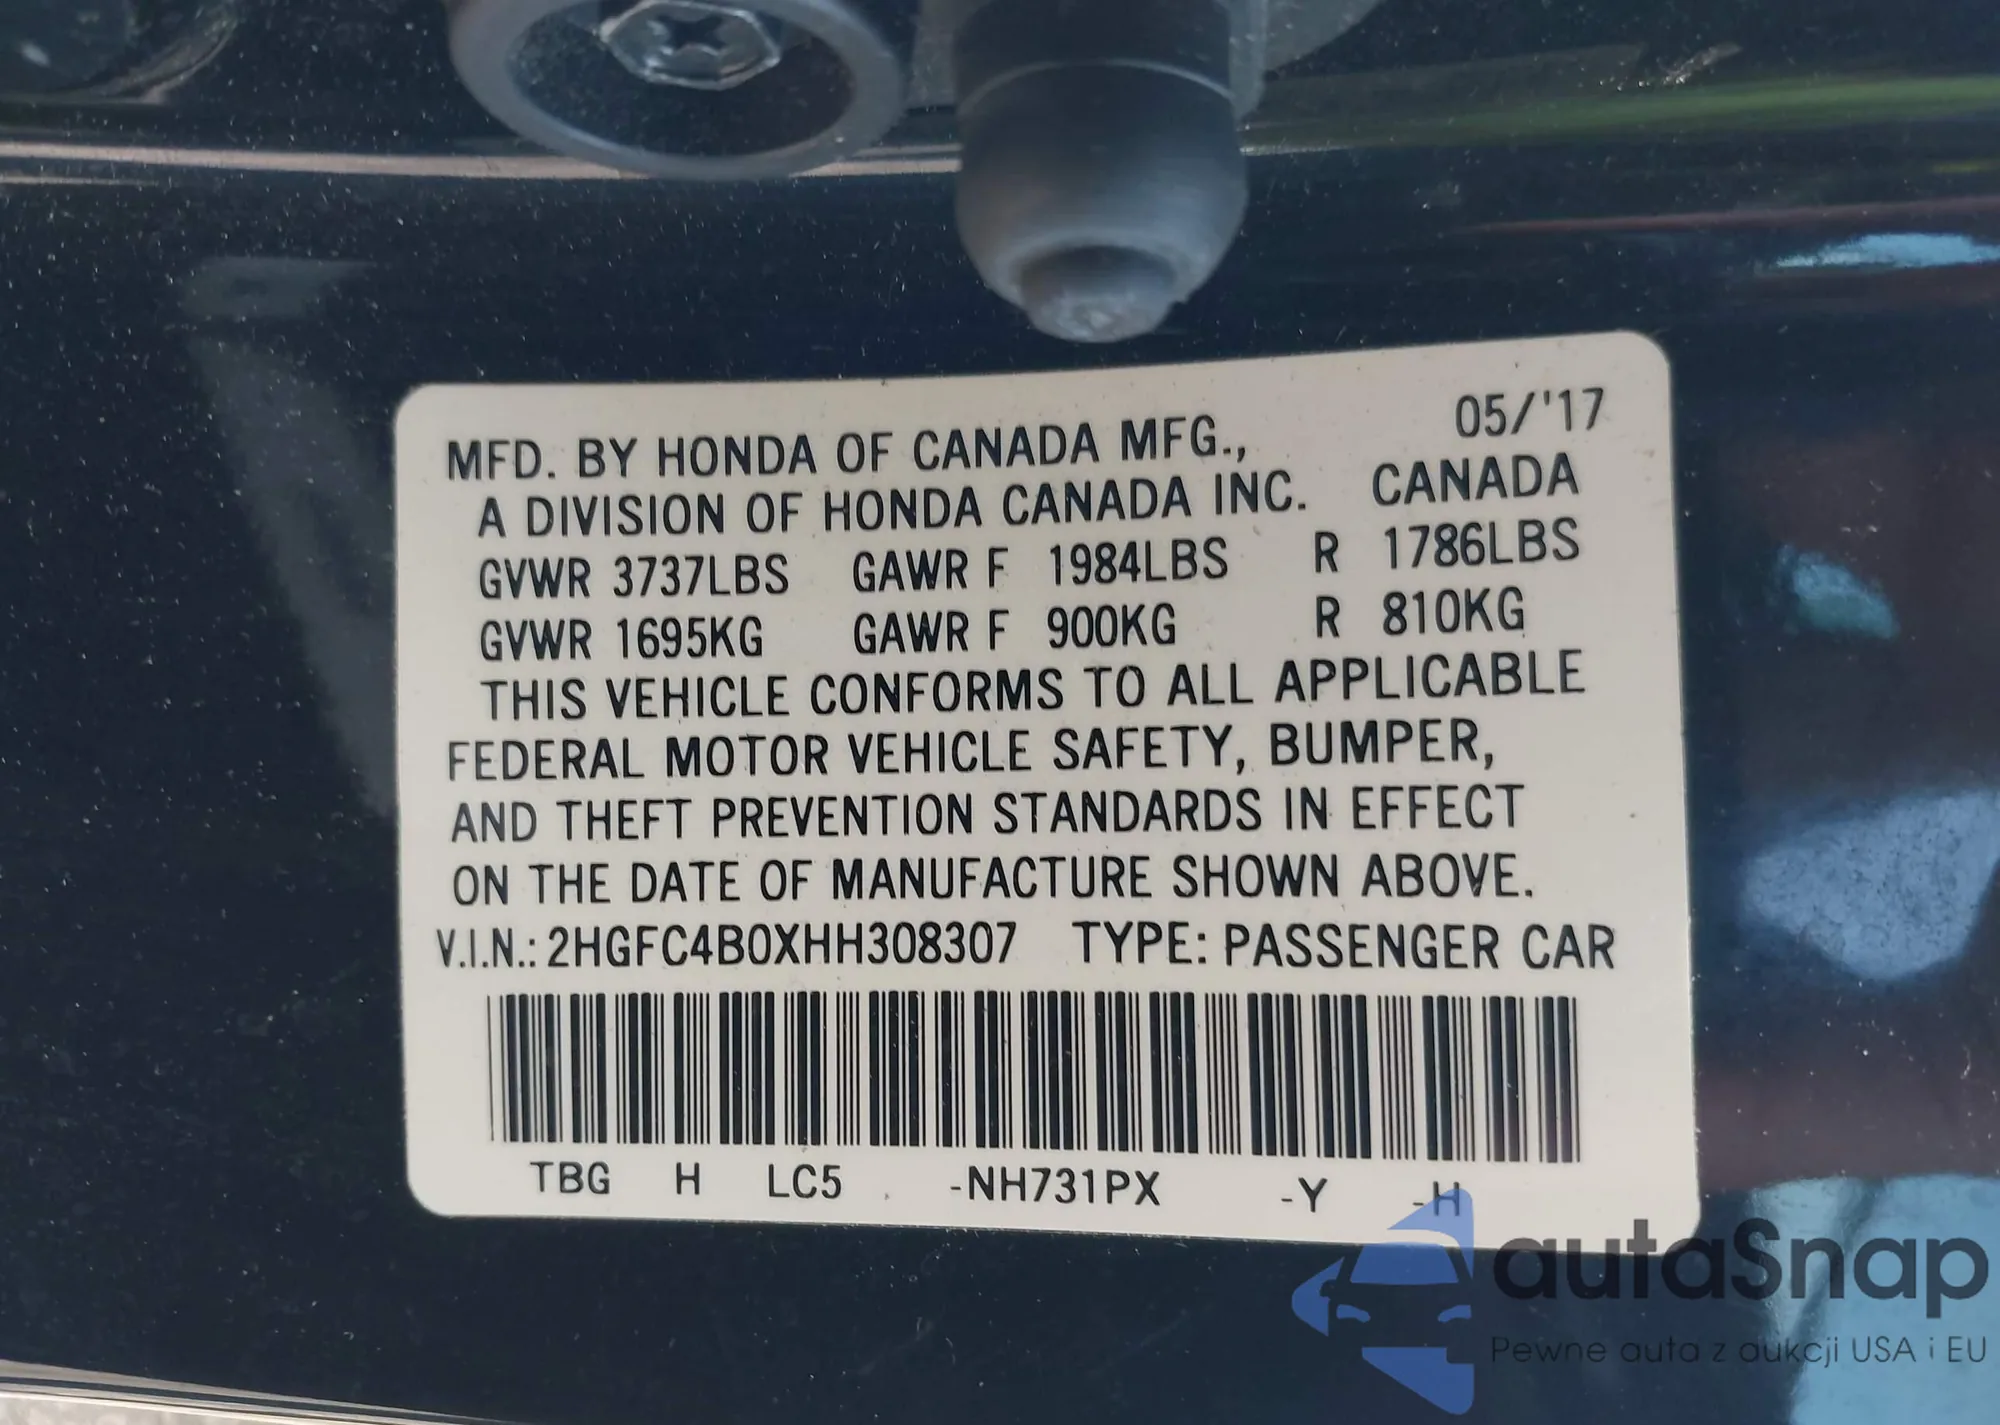 MFD. BY HONDA OF CANADA MFG., 05/'17
A DIVISION OF HONDA CANADA INC. CANADA
GVWR 3737LBS GAWR F 1984LBS R 1786LBS
GVWR 1695KG GAWR F 900KG R 810KG
THIS VEHICLE CONFORMS TO ALL APPLICABLE
FEDERAL MOTOR VEHICLE SAFETY, BUMPER,
AND THEFT PREVENTION STANDARDS IN EFFECT
ON THE DATE OF MANUFACTURE SHOWN ABOVE.
V.I.N.: 2HGFC4B0XHH308307 TYPE: PASSENGER CAR
TBG H LC5 -NH731PX -Y -H
autaSnap
Pewne auta z aukcji USA i EU